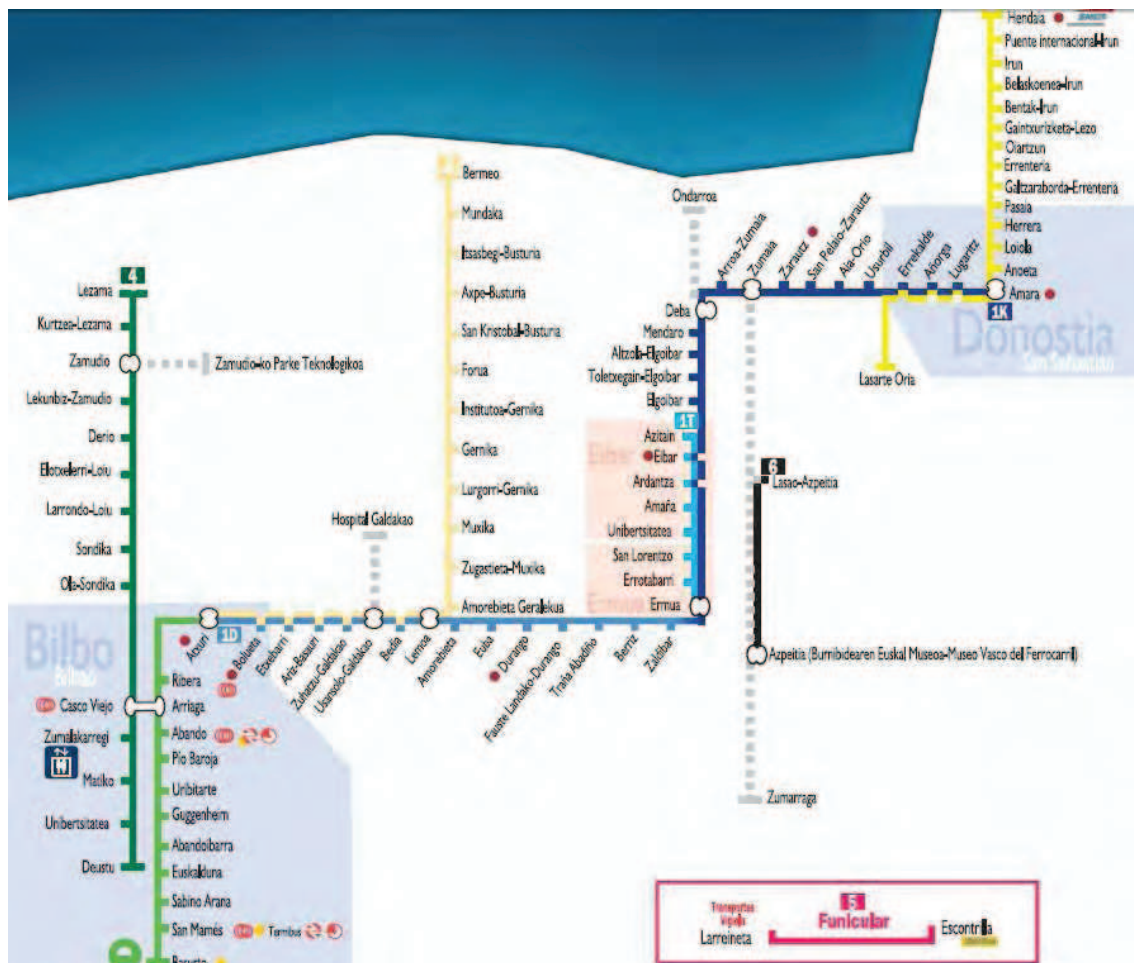 Hendaia
Puente internacional-Irun
Irun
Belaskoenea-Irun
Bentak-Irun
Gaintxurizketa-Lezo
Oiartzun
Errenteria
Galtzaraborda-Errenteria
Pasaia
Herrera
Loiola
Anoeta
Amara
1K
Donostia
San Sebastián
Lugaritz
Añorga
Errekalde
Lasarte Oria
Usurbil
Aia-Orio
San Pelaio-Zarautz
Zarautz
Zumaia
Arroa-Zumaia
Ondarroa
Deba
Mendaro
Altzola-Elgoibar
Toletxegain-Elgoibar
Elgoibar
1T
Azitain
Eibar
Eibar
Ardantza
Amaña
Unibertsitatea
San Lorentzo
Errotabarri
Ermua
Ermua
6
Lasao-Azpeitia
Azpeitia (Burnibidearen Euskal Museoa-Museo Vasco del Ferrocarril)
Zumarraga
Bermeo
Mundaka
Itsasbegi-Busturia
Axpe-Busturia
San Kristobal-Busturia
Forua
Institutoa-Gernika
Gernika
Lurgorri-Gernika
Muxika
Zugastieta-Muxika
Amorebieta Geralekua
Hospital Galdakao
4
Lezama
Kurtzea-Lezama
Zamudio
Zamudio-ko Parke Teknologikoa
Lekunbiz-Zamudio
Derio
Elotxelerri-Loiu
Larrondo-Loiu
Sondika
Ola-Sondika
Bilbo
Bilbao
Casco Viejo
Zumalakarregi
Matiko
Unibertsitatea
Deustu
Atxuri
1D
Bolueta
Etxebarri
Ariz-Basauri
Zuhatzu-Galdakao
Usansolo-Galdakao
Bedia
Lemoa
Amorebieta
Euba
Durango
Fauste Landako-Durango
Traña Abadiño
Berriz
Zaldibar
Ribera
Arriaga
Abando
Pío Baroja
Uribitarte
Guggenheim
Abandoibarra
Euskalduna
Sabino Arana
San Mamés
Termibus
Basurto
5
Funicular
Larreineta
Escontrilla